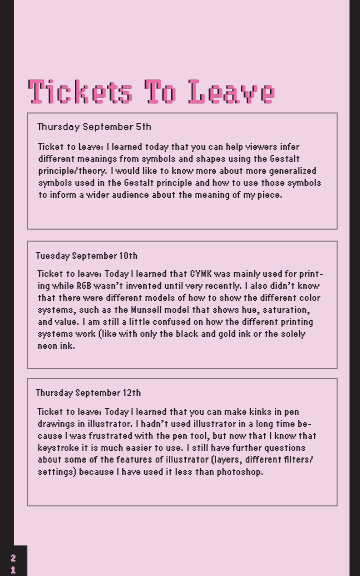 Tickets To Leave
Thursday September 5th
Ticket to Leave: I learned today that you can help viewers infer
different meanings from symbols and shapes using the Gestalt
principle/theory. I would like to know more about more generalized
symbols used in the Gestalt principle and how to use those symbols
to inform a wider audience about the meaning of my piece.
Tuesday September 10th
Ticket to leave: Today I learned that CYMK was mainly used for print-
ing while RGB wasn't invented until very recently. I also didn't know
that there were different models of how to show the different color
systems, such as the Munsell model that shows hue, saturation,
and value. I am still a little confused on how the different printing
systems work (like with only the black and gold ink or the solely
neon ink.
Thursday September 12th
Ticket to leave: Today I learned that you can make kinks in pen
drawings in illustrator. I hadn't used illustrator in a long time be-
cause I was frustrated with the pen tool, but now that I know that
keystroke it is much easier to use. I still have further questions
about some of the features of illustrator (layers, different filters/
settings) because I have used it less than photoshop.
2
1